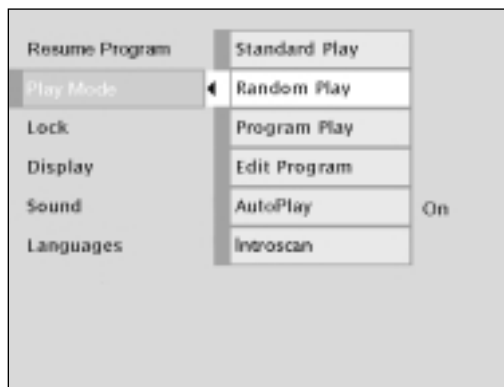 Resume Program Standard Play
Play Mode Random Play
Lock Program Play
Display Edit Program
Sound AutoPlay On
Languages Introscan